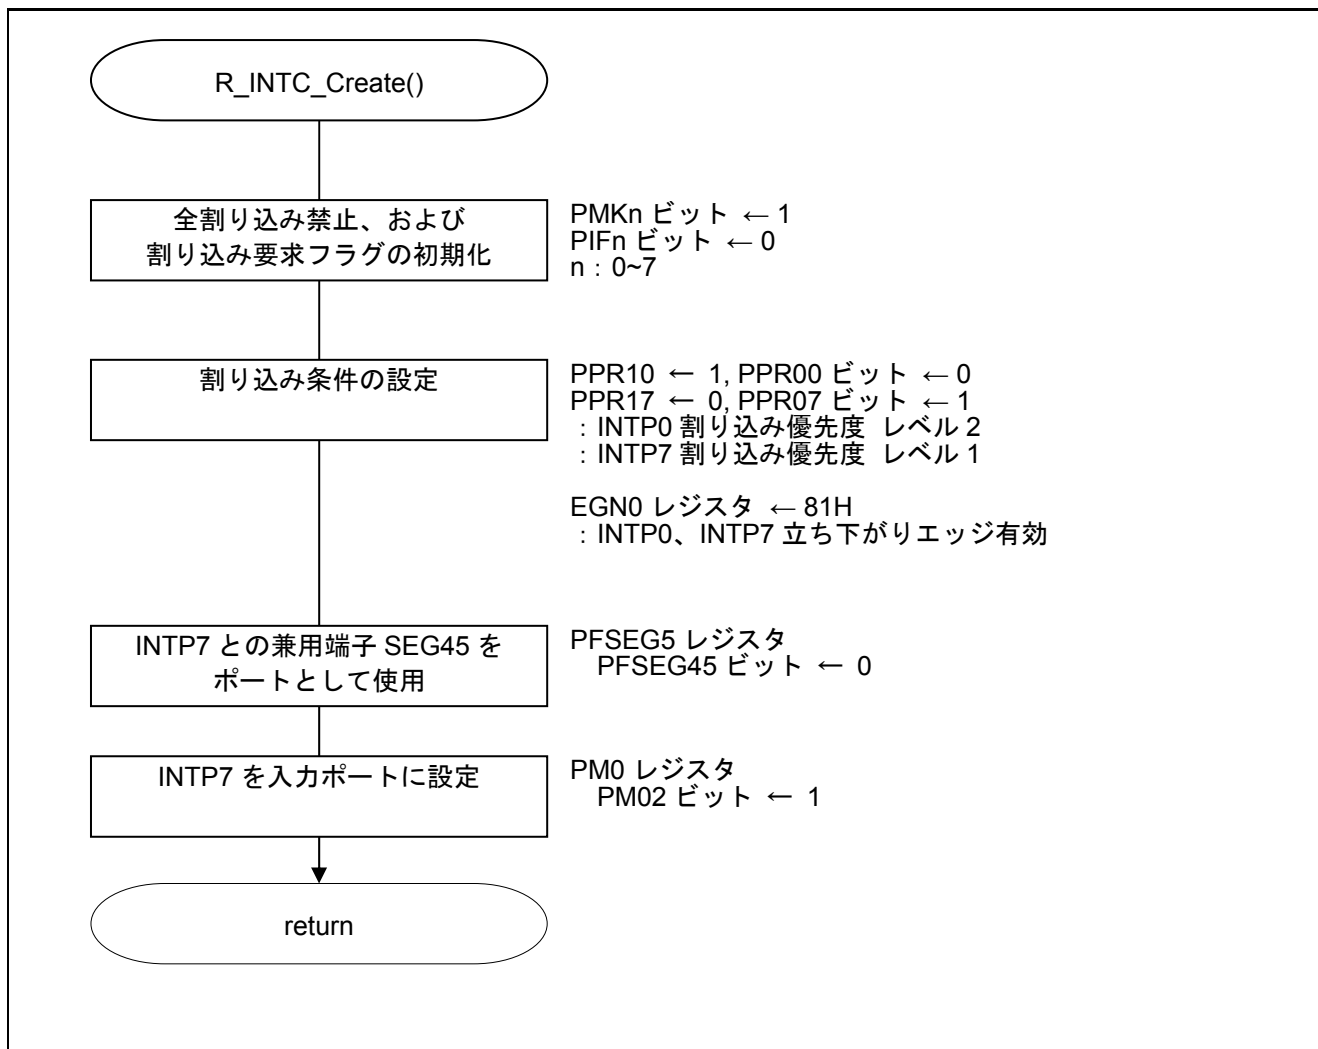 R_INTC_Create()
全割り込み禁止、および
割り込み要求フラグの初期化
PMKn ビット ← 1
PIFn ビット ← 0
n : 0~7
割り込み条件の設定
PPR10 ← 1, PPR00 ビット ← 0
PPR17 ← 0, PPR07 ビット ← 1
: INTP0 割り込み優先度 レベル 2
: INTP7 割り込み優先度 レベル 1
EGN0 レジスタ ← 81H
: INTP0、INTP7 立ち下がりエッジ有効
INTP7 との兼用端子 SEG45 を
ポートとして使用
PFSEG5 レジスタ
PFSEG45 ビット ← 0
INTP7 を入力ポートに設定
PM0 レジスタ
PM02 ビット ← 1
return